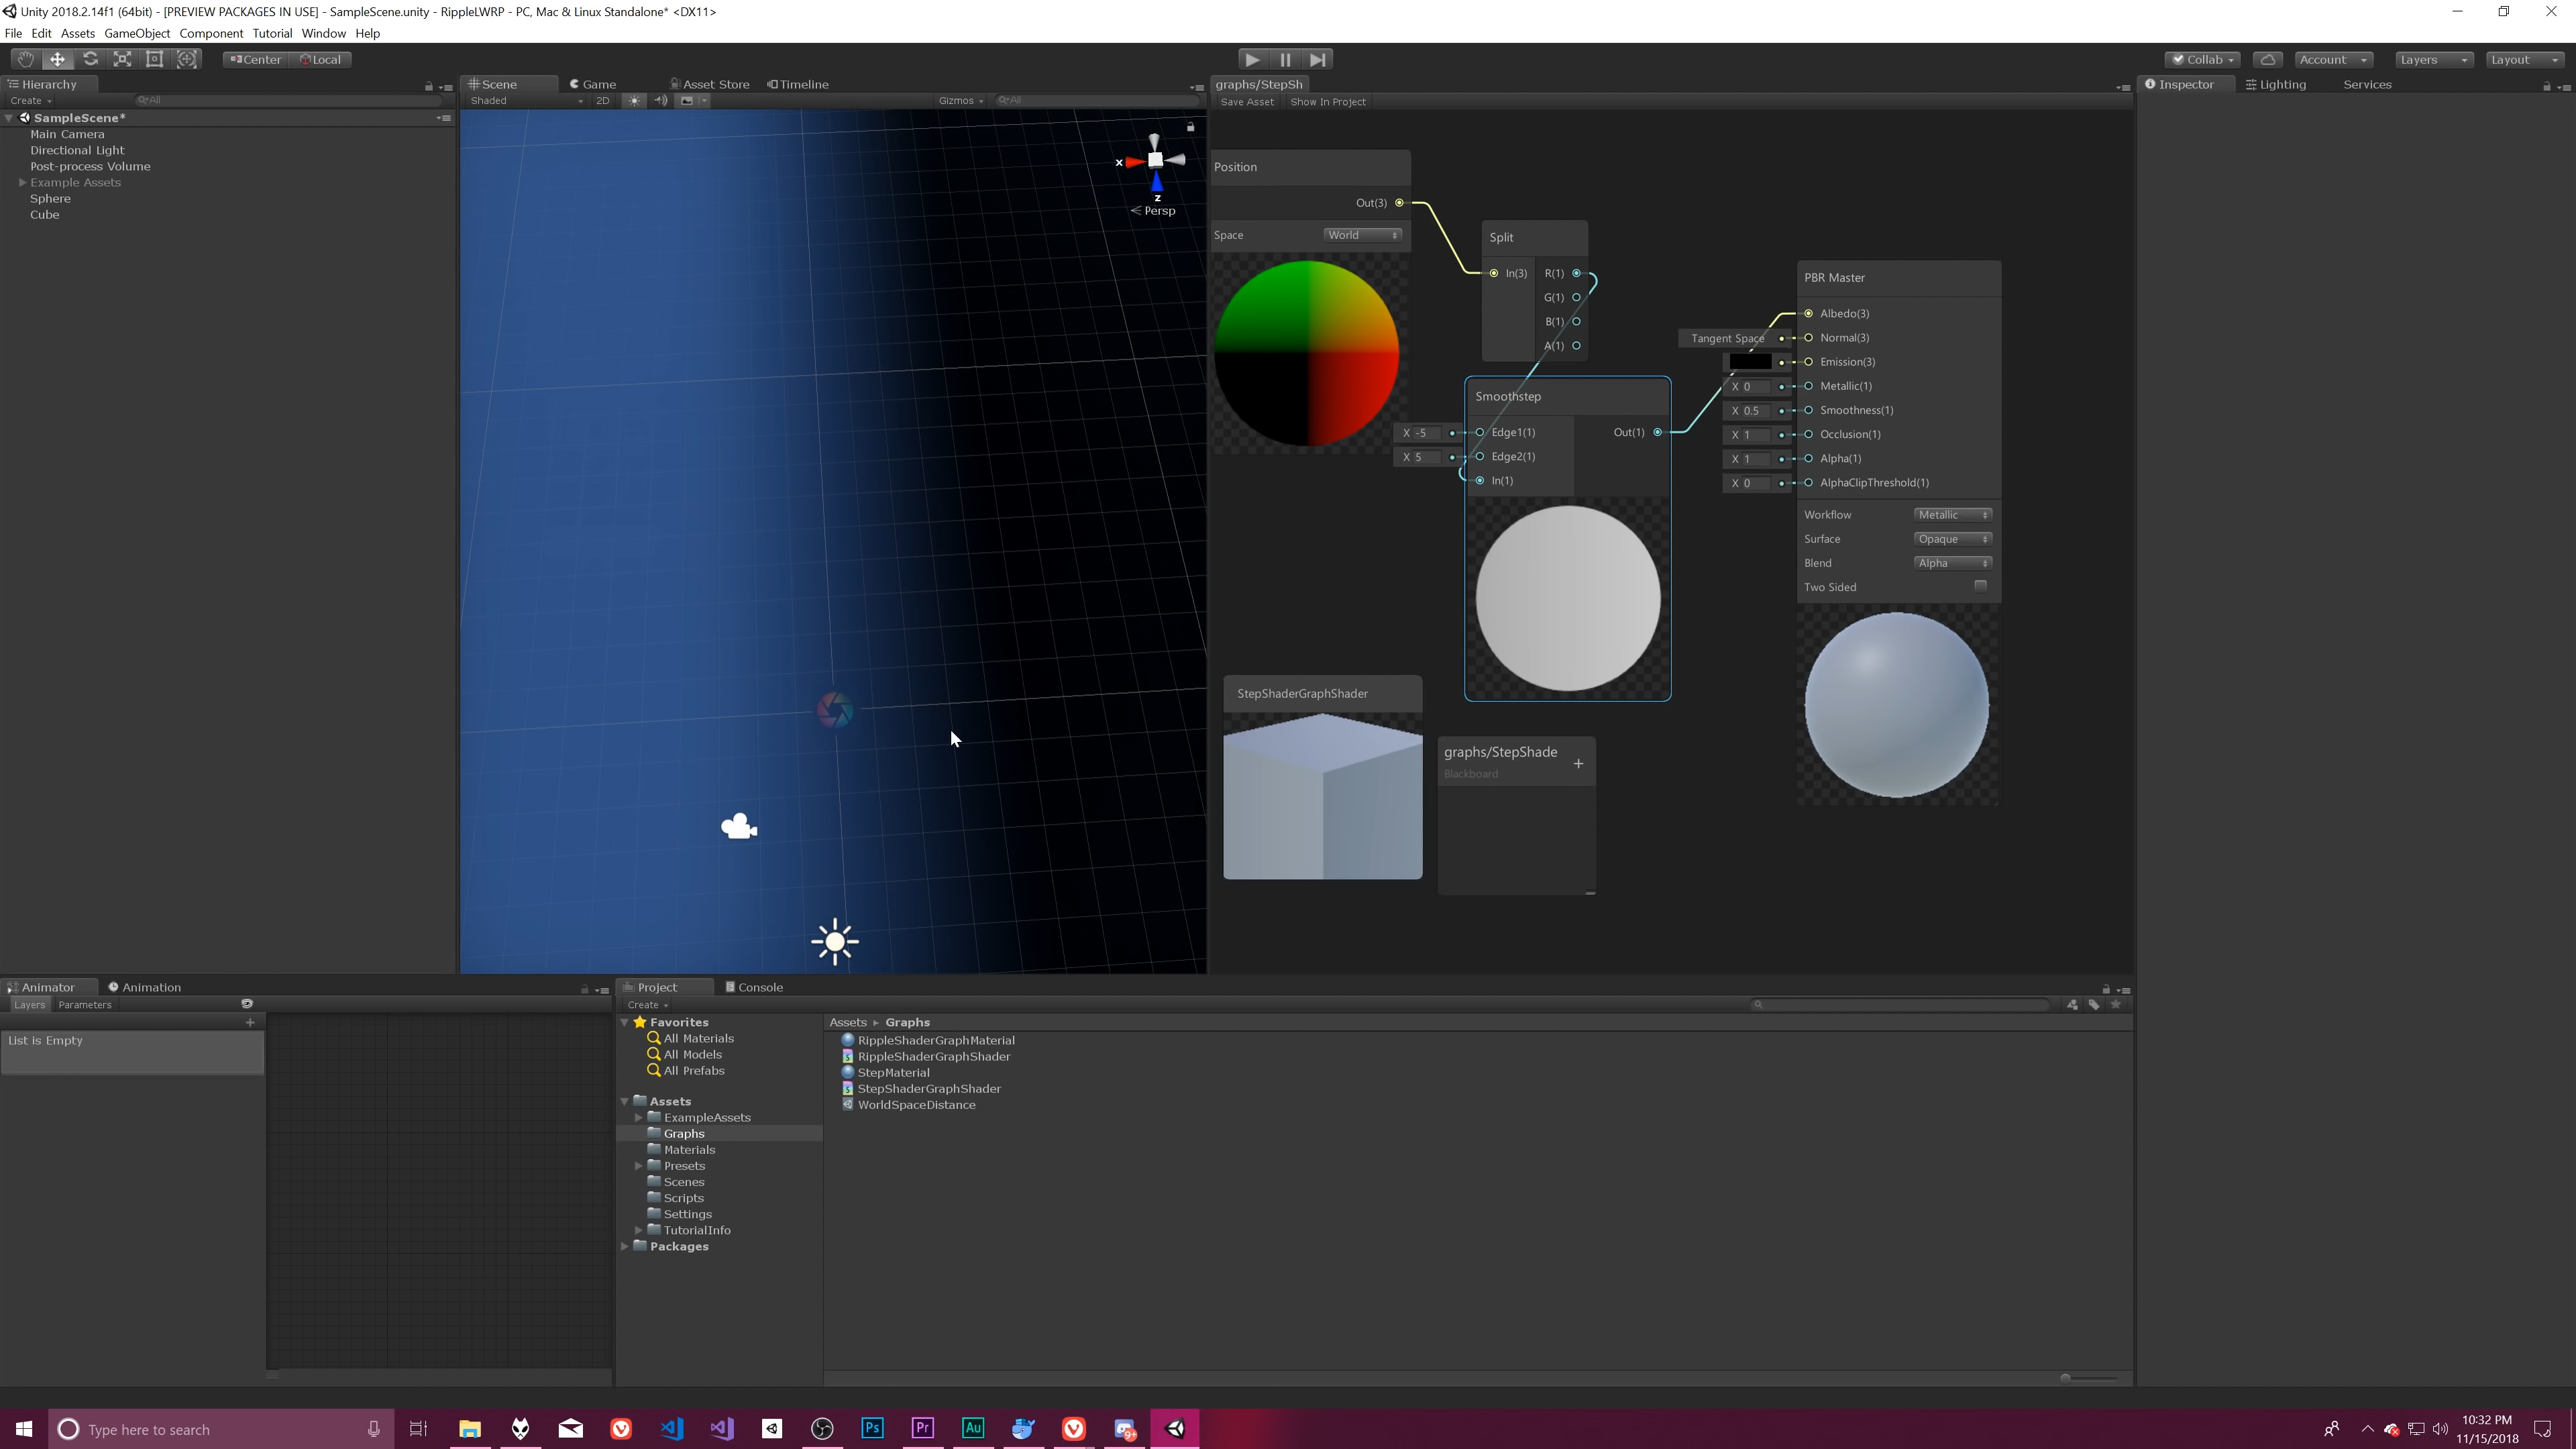 Unity 2018.2.14f1 (64bit) - [PREVIEW PACKAGES IN USE] - SampleScene.unity - RippleLWRP - PC, Mac & Linux Standalone* <DX11>
File Edit Assets GameObject Component Tutorial Window Help
Center Local
Collab Account Layers Layout
Hierarchy
Create All
SampleScene*
Main Camera
Directional Light
Post-process Volume
Example Assets
Sphere
Cube
Scene Game Asset Store Timeline
Shaded 2D Gizmos All
x
z
Persp
graphs/StepSh
Save Asset Show In Project
Position
Out(3)
Space World
Split
In(3) R(1)
G(1)
B(1)
A(1)
Smoothstep
X -5 Edge1(1) Out(1)
X 5 Edge2(1)
In(1)
PBR Master
Albedo(3)
Tangent Space Normal(3)
Emission(3)
X 0 Metallic(1)
X 0.5 Smoothness(1)
X 1 Occlusion(1)
X 1 Alpha(1)
X 0 AlphaClipThreshold(1)
Workflow Metallic
Surface Opaque
Blend Alpha
Two Sided
StepShaderGraphShader
graphs/StepShade
Blackboard
Inspector Lighting Services
Animator Animation
Layers Parameters
List is Empty
Project Console
Create
Favorites
All Materials
All Models
All Prefabs
Assets
ExampleAssets
Graphs
Materials
Presets
Scenes
Scripts
Settings
TutorialInfo
Packages
Assets Graphs
RippleShaderGraphMaterial
RippleShaderGraphShader
StepMaterial
StepShaderGraphShader
WorldSpaceDistance
Type here to search
Ps Pr Au
9+
10:32 PM
11/15/2018